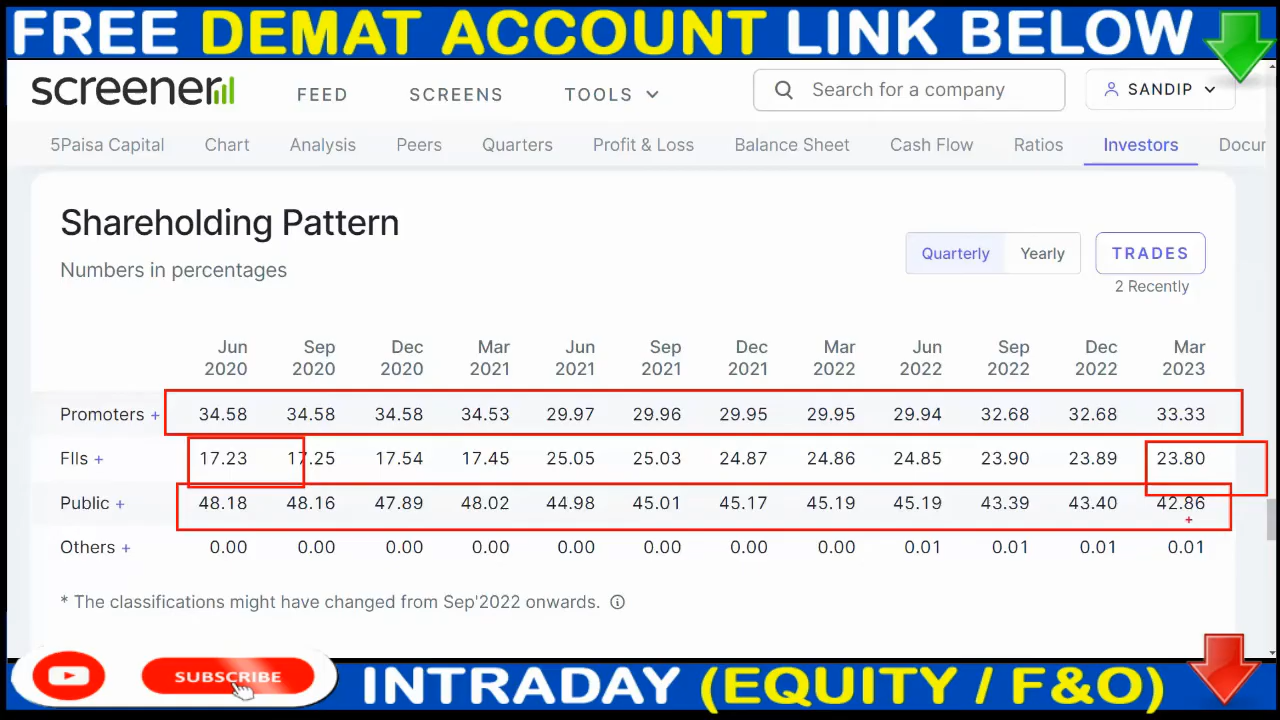 FREE DEMAT ACCOUNT LINK BELOW
screener FEED SCREENS TOOLS Search for a company SANDIP
5Paisa Capital Chart Analysis Peers Quarters Profit & Loss Balance Sheet Cash Flow Ratios Investors Docur
Shareholding Pattern
Numbers in percentages
Quarterly Yearly TRADES
2 Recently
Jun Sep Dec Mar Jun Sep Dec Mar Jun Sep Dec Mar
2020 2020 2020 2021 2021 2021 2021 2022 2022 2022 2022 2023
Promoters + 34.58 34.58 34.58 34.53 29.97 29.96 29.95 29.95 29.94 32.68 32.68 33.33
FIIs + 17.23 17.25 17.54 17.45 25.05 25.03 24.87 24.86 24.85 23.90 23.89 23.80
Public + 48.18 48.16 47.89 48.02 44.98 45.01 45.17 45.19 45.19 43.39 43.40 42.86
Others + 0.00 0.00 0.00 0.00 0.00 0.00 0.00 0.00 0.01 0.01 0.01 0.01
* The classifications might have changed from Sep'2022 onwards.
SUBSCRIBE
INTRADAY (EQUITY / F&O)